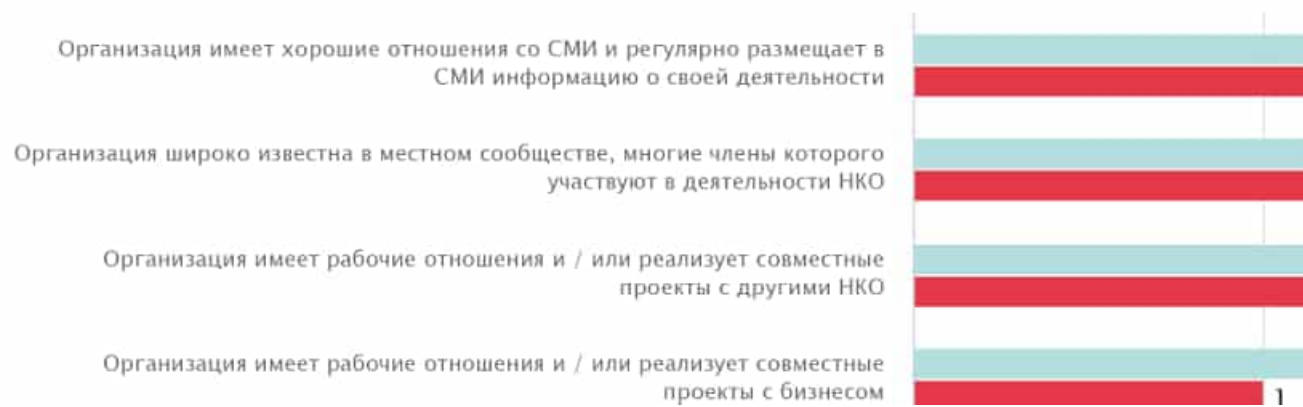 Организация имеет хорошие отношения со СМИ и регулярно размещает в
СМИ информацию о своей деятельности
Организация широко известна в местном сообществе, многие члены которого
участвуют в деятельности НКО
Организация имеет рабочие отношения и / или реализует совместные
проекты с другими НКО
Организация имеет рабочие отношения и / или реализует совместные
проекты с бизнесом
1